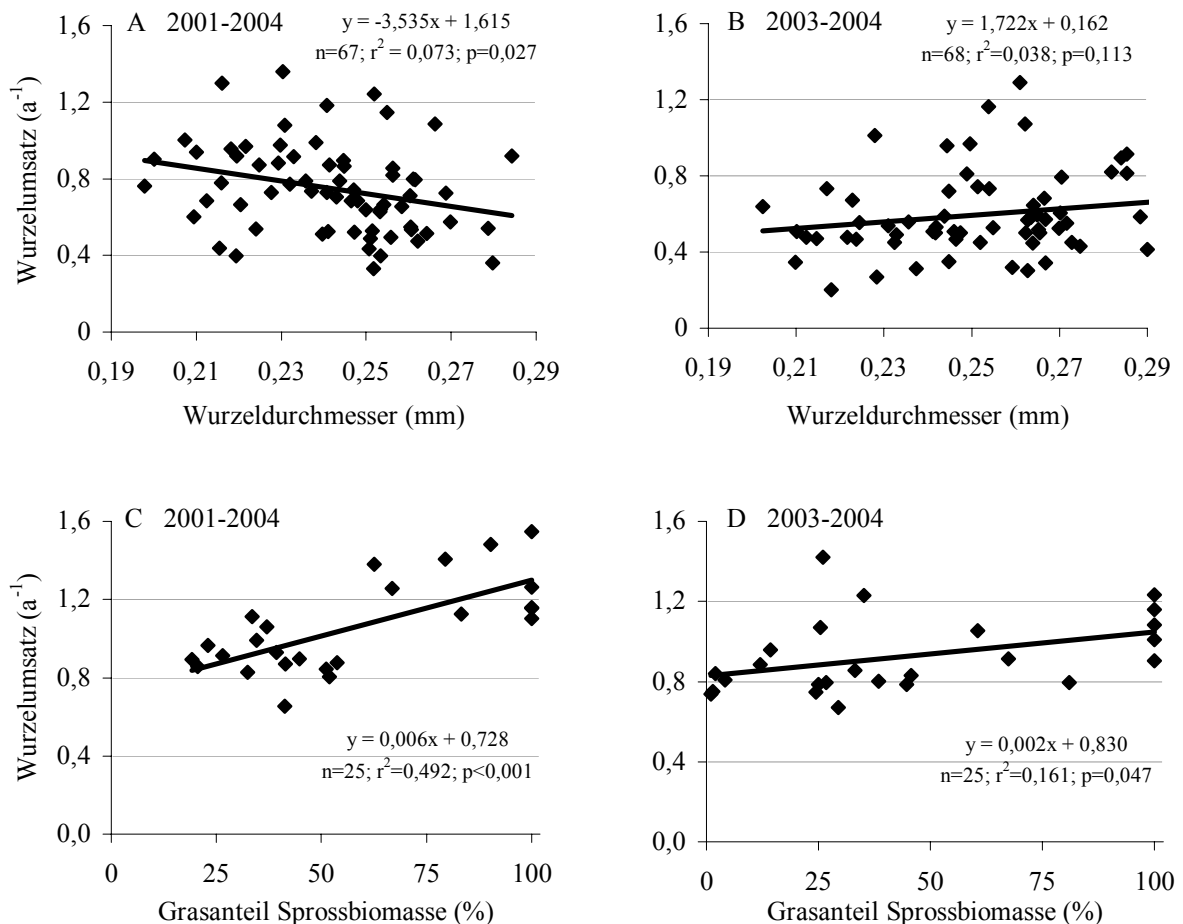 A 2001-2004
y = -3,535x + 1,615
n=67; r² = 0,073; p=0,027
Wurzelumsatz (a⁻¹)
1,6
1,2
0,8
0,4
0
0,19 0,21 0,23 0,25 0,27 0,29
Wurzeldurchmesser (mm)
B 2003-2004
y = 1,722x + 0,162
n=68; r²=0,038; p=0,113
1,6
1,2
0,8
0,4
0
0,19 0,21 0,23 0,25 0,27 0,29
Wurzeldurchmesser (mm)
C 2001-2004
Wurzelumsatz (a⁻¹)
1,6
1,2
0,8
0,4
0,0
y = 0,006x + 0,728
n=25; r²=0,492; p<0,001
0 25 50 75 100
Grasanteil Sprossbiomasse (%)
D 2003-2004
1,6
1,2
0,8
0,4
0,0
y = 0,002x + 0,830
n=25; r²=0,161; p=0,047
0 25 50 75 100
Grasanteil Sprossbiomasse (%)